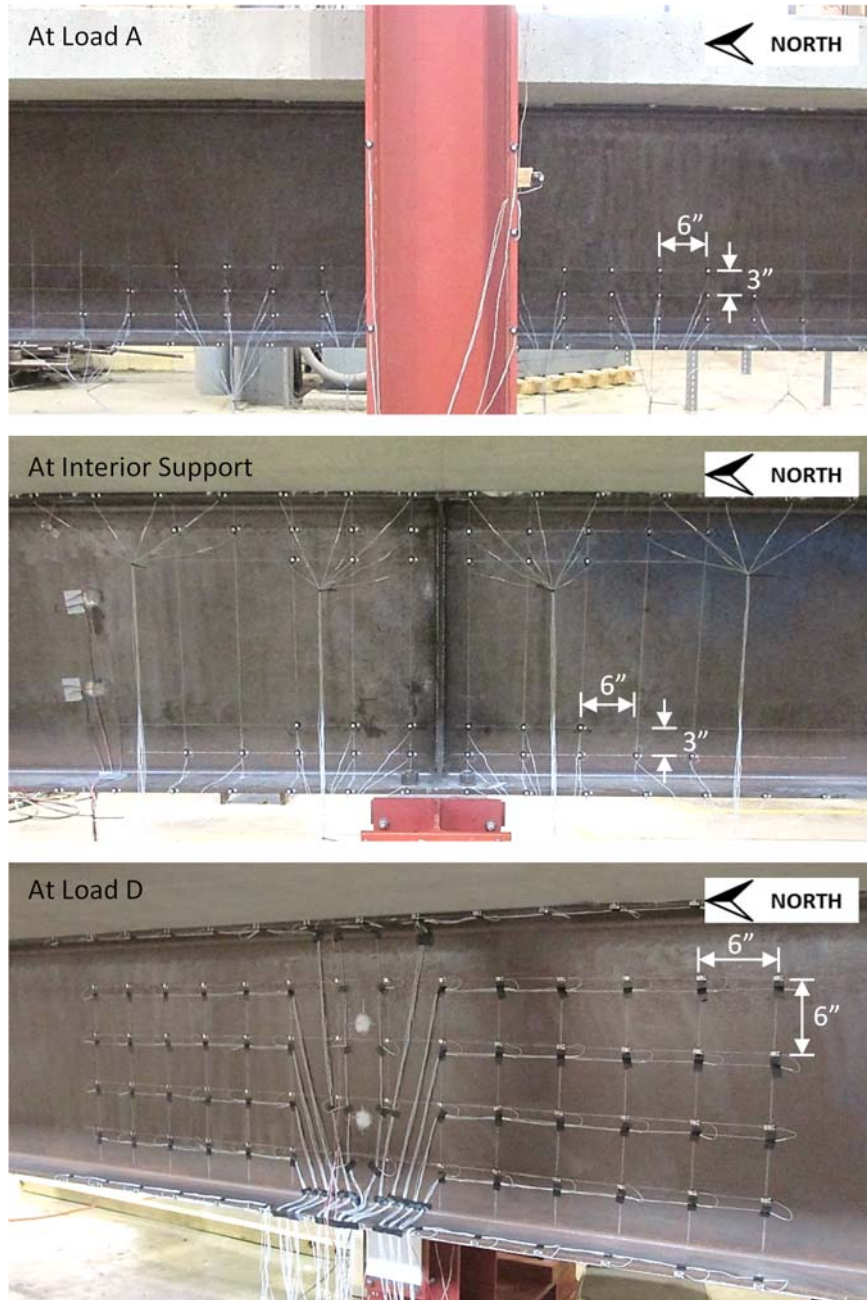 At Load A
NORTH
6”
3”
At Interior Support
NORTH
6”
3”
At Load D
NORTH
6”
6”